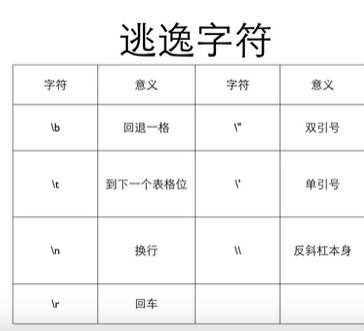 逃逸字符
字符 意义 字符 意义
\b 回退一格 \" 双引号
\t 到下一个表格位 \' 单引号
\n 换行 \\ 反斜杠本身
\r 回车